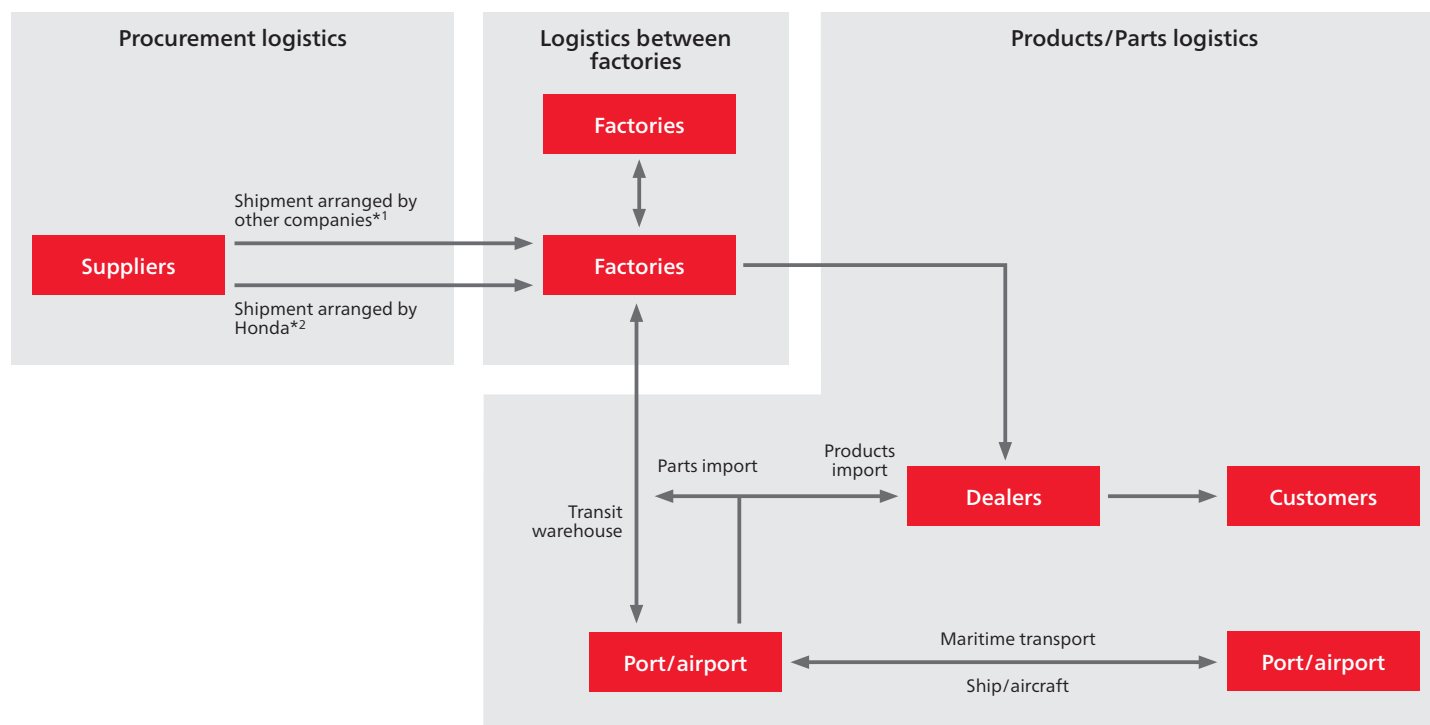 Procurement logistics
Logistics between
factories
Products/Parts logistics
Factories
Shipment arranged by
other companies*1
Suppliers
Factories
Shipment arranged by
Honda*2
Parts import
Products
import
Dealers
Customers
Transit
warehouse
Port/airport
Maritime transport
Ship/aircraft
Port/airport